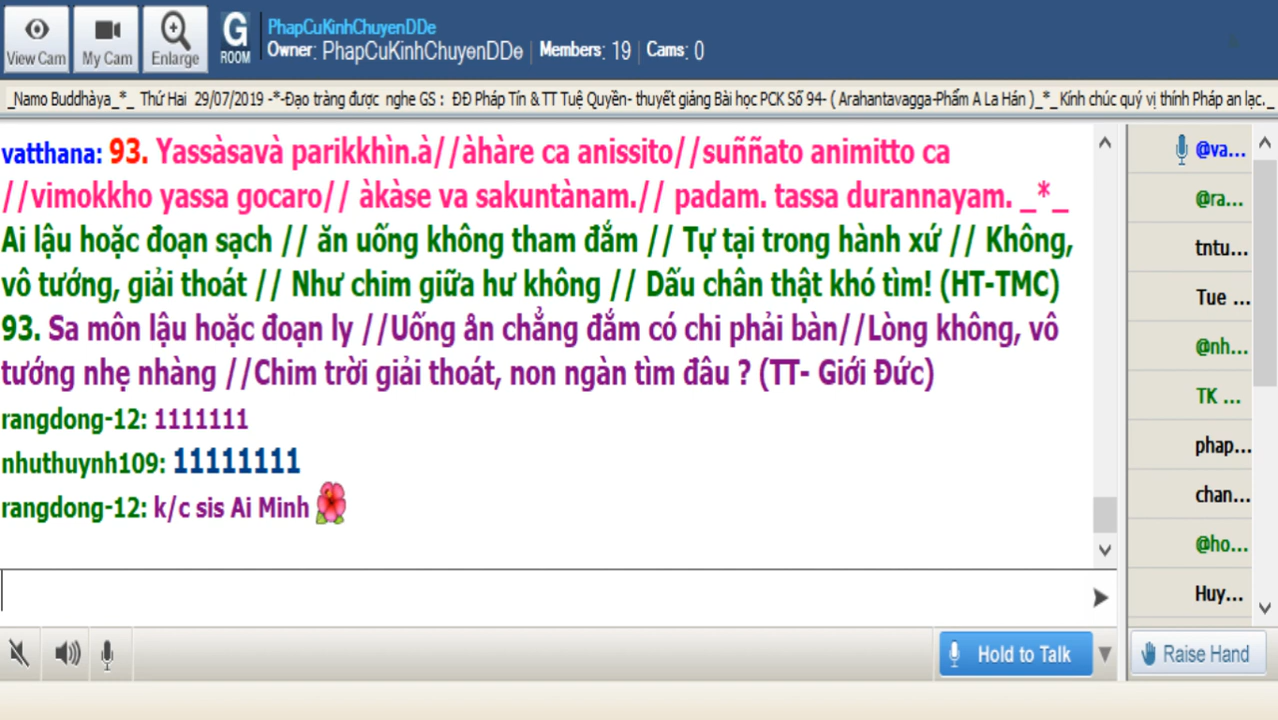 PhapCuKinhChuyenDDe
Owner: PhapCuKinhChuyenDDe | Members: 19 | Cams: 0
View Cam
My Cam
Enlarge
G
ROOM
_Namo Buddhàya_*_ Thứ Hai 29/07/2019 -*-Đạo tràng được nghe GS : ĐĐ Pháp Tín & TT Tuệ Quyền- thuyết giảng Bài học PCK Số 94- ( Arahantavagga-Phẩm A La Hán )_*_ Kính chúc quý vị thính Pháp an lạc._
vatthana: 93. Yassàsavà parikkhìn.à//àhàre ca anissito//suññato animitto ca
//vimokkho yassa gocaro// àkàse va sakuntànam.// padam. tassa durannayam. _*_
Ai lậu hoặc đoạn sạch // ăn uống không tham đắm // Tự tại trong hành xứ // Không,
vô tướng, giải thoát // Như chim giữa hư không // Dấu chân thật khó tìm! (HT-TMC)
93. Sa môn lậu hoặc đoạn ly //Uống ån chẳng đắm có chi phải bàn//Lòng không, vô
tướng nhẹ nhàng //Chim trời giải thoát, non ngàn tìm đâu ? (TT- Giới Đức)
rangdong-12: 1111111
nhuthuynh109: 11111111
rangdong-12: k/c sis Ai Minh
@va...
@ra...
tntu...
Tue ...
@nh...
TK ...
phap...
chan...
@ho...
Huy...
Hold to Talk
Raise Hand